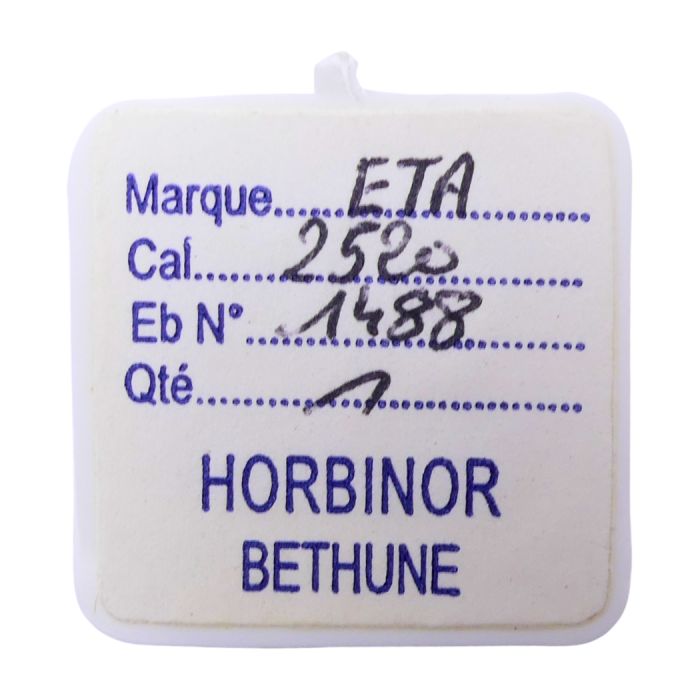 Marque..... ETA .....
Cal..... 2520 .....
Eb N°..... 1488 .....
Qté..... 1 .....
HORBINOR
BETHUNE